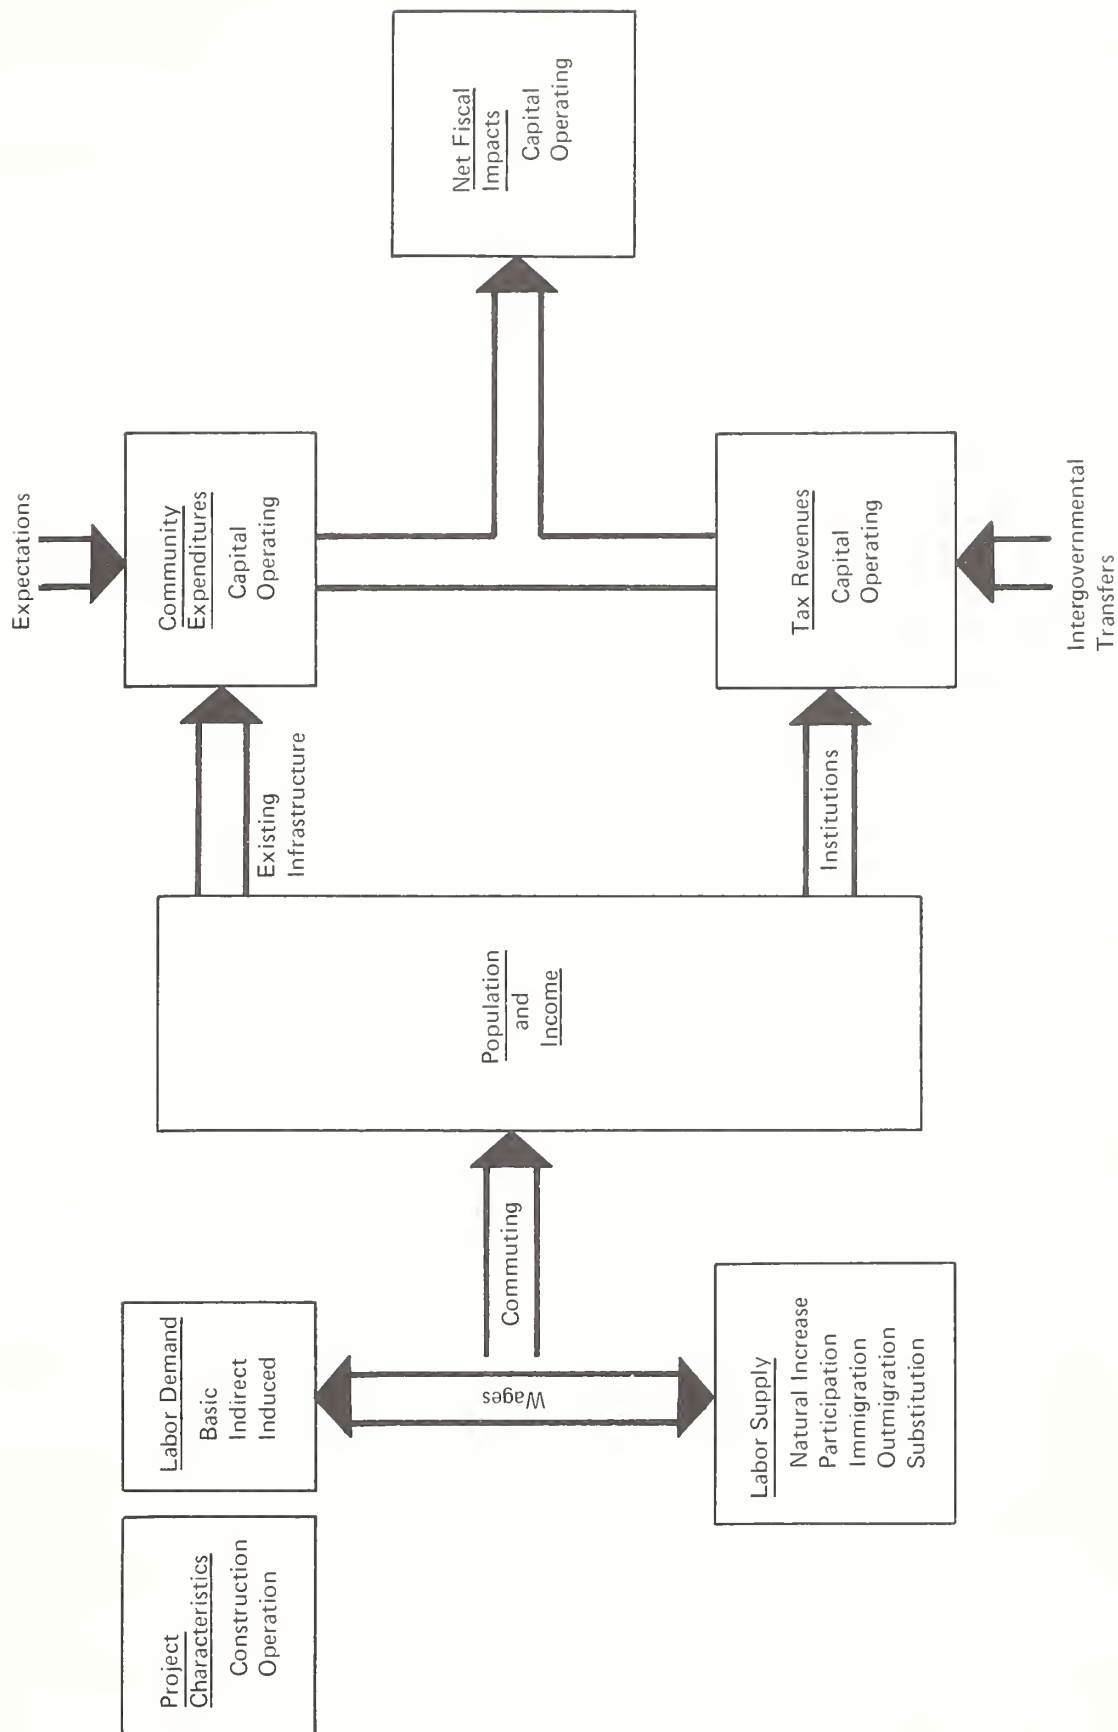 Project
Characteristics
Construction
Operation
Labor Demand
Basic
Indirect
Induced
Wages
Labor Supply
Natural Increase
Participation
Immigration
Outmigration
Substitution
Commuting
Population
and
Income
Existing
Infrastructure
Institutions
Expectations
Community
Expenditures
Capital
Operating
Tax Revenues
Capital
Operating
Intergovernmental
Transfers
Net Fiscal
Impacts
Capital
Operating